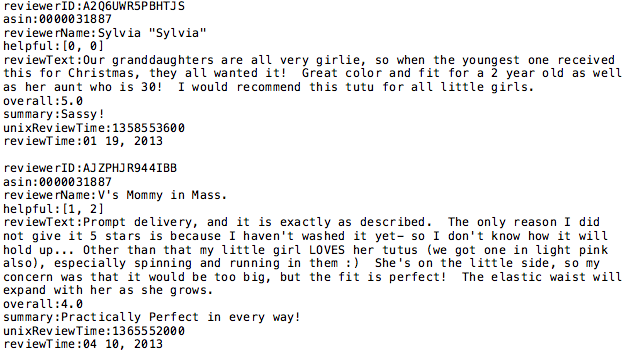 reviewerID:A2Q6UWR5PBHTJS
asin:0000031887
reviewerName:Sylvia "Sylvia"
helpful:[0, 0]
reviewText:Our granddaughters are all very girlie, so when the youngest one received
this for Christmas, they all wanted it!  Great color and fit for a 2 year old as well
as her aunt who is 30!  I would recommend this tutu for all little girls.
overall:5.0
summary:Sassy!
unixReviewTime:1358553600
reviewTime:01 19, 2013

reviewerID:AJZPHJR944IBB
asin:0000031887
reviewerName:V's Mommy in Mass.
helpful:[1, 2]
reviewText:Prompt delivery, and it is exactly as described.  The only reason I did
not give it 5 stars is because I haven't washed it yet- so I don't know how it will
hold up... Other than that my little girl LOVES her tutus (we got one in light pink
also), especially spinning and running in them :)  She's on the little side, so my
concern was that it would be too big, but the fit is perfect!  The elastic waist will
expand with her as she grows.
overall:4.0
summary:Practically Perfect in every way!
unixReviewTime:1365552000
reviewTime:04 10, 2013